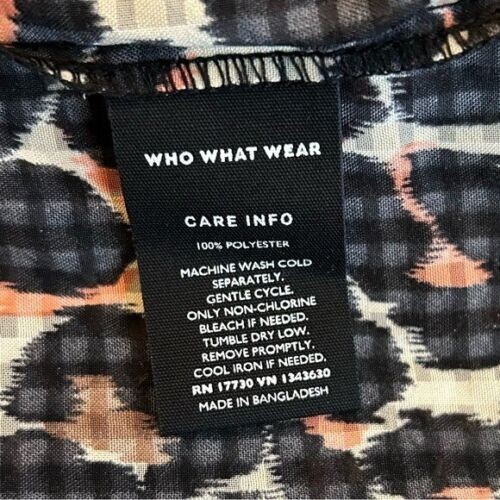 WHO WHAT WEAR
CARE INFO
100% POLYESTER
MACHINE WASH COLD
SEPARATELY.
GENTLE CYCLE.
ONLY NON-CHLORINE
BLEACH IF NEEDED.
TUMBLE DRY LOW.
REMOVE PROMPTLY.
COOL IRON IF NEEDED.
RN 17730 VN 1343630
MADE IN BANGLADESH